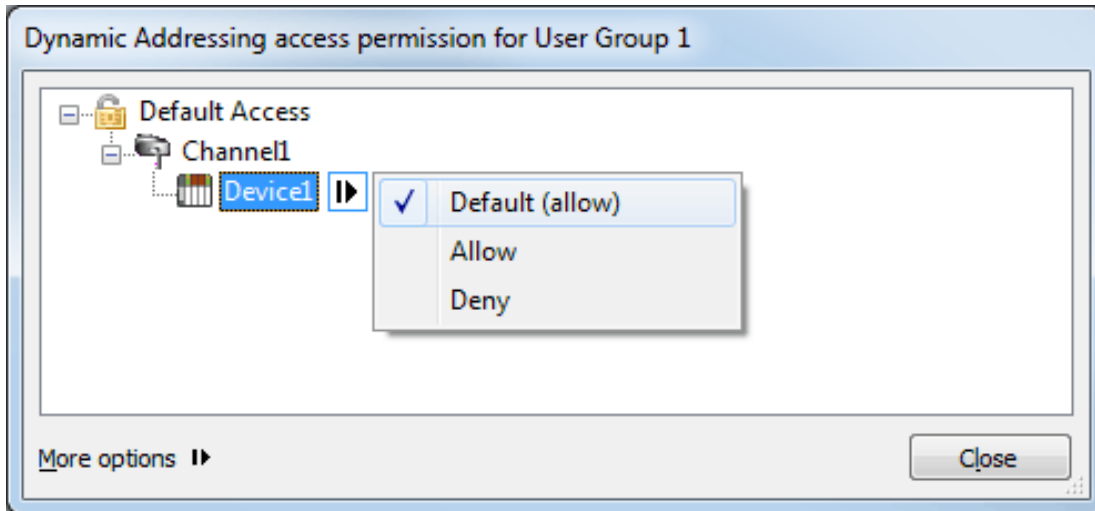 Dynamic Addressing access permission for User Group 1
Default Access
Channel1
Device1
Default (allow)
Allow
Deny
More options
Close